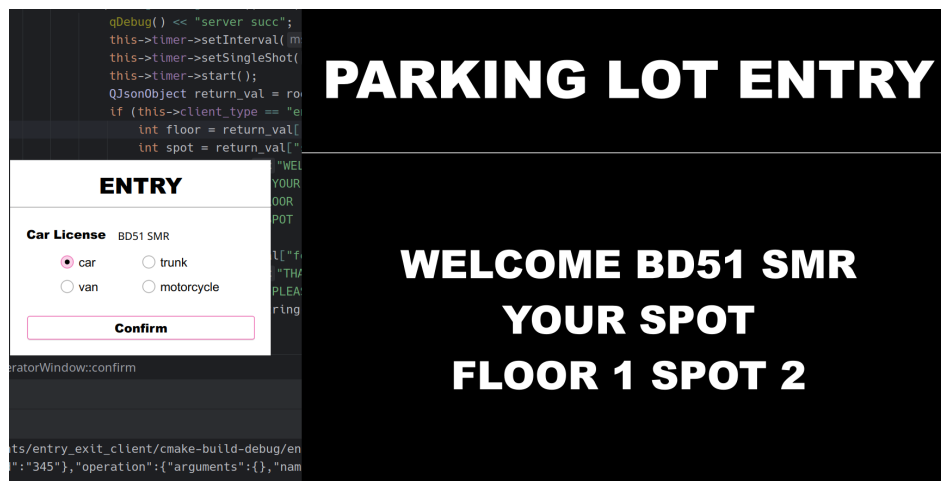 qDebug() << "server succ";
this->timer->setInterval(
this->timer->setSingleShot(
this->timer->start();
QJsonObject return_val =
if (this->client_type ==
int floor = return_val[
int spot = return_val["
ENTRY
Car License BD51 SMR
car trunk
van motorcycle
Confirm
YOUR
SPOT
eratorWindow::confirm
ts/entry_exit_client/cmake-build-debug/en
":"345"},"operation":{"arguments":{},"nam
PARKING LOT ENTRY
WELCOME BD51 SMR
YOUR SPOT
FLOOR 1 SPOT 2